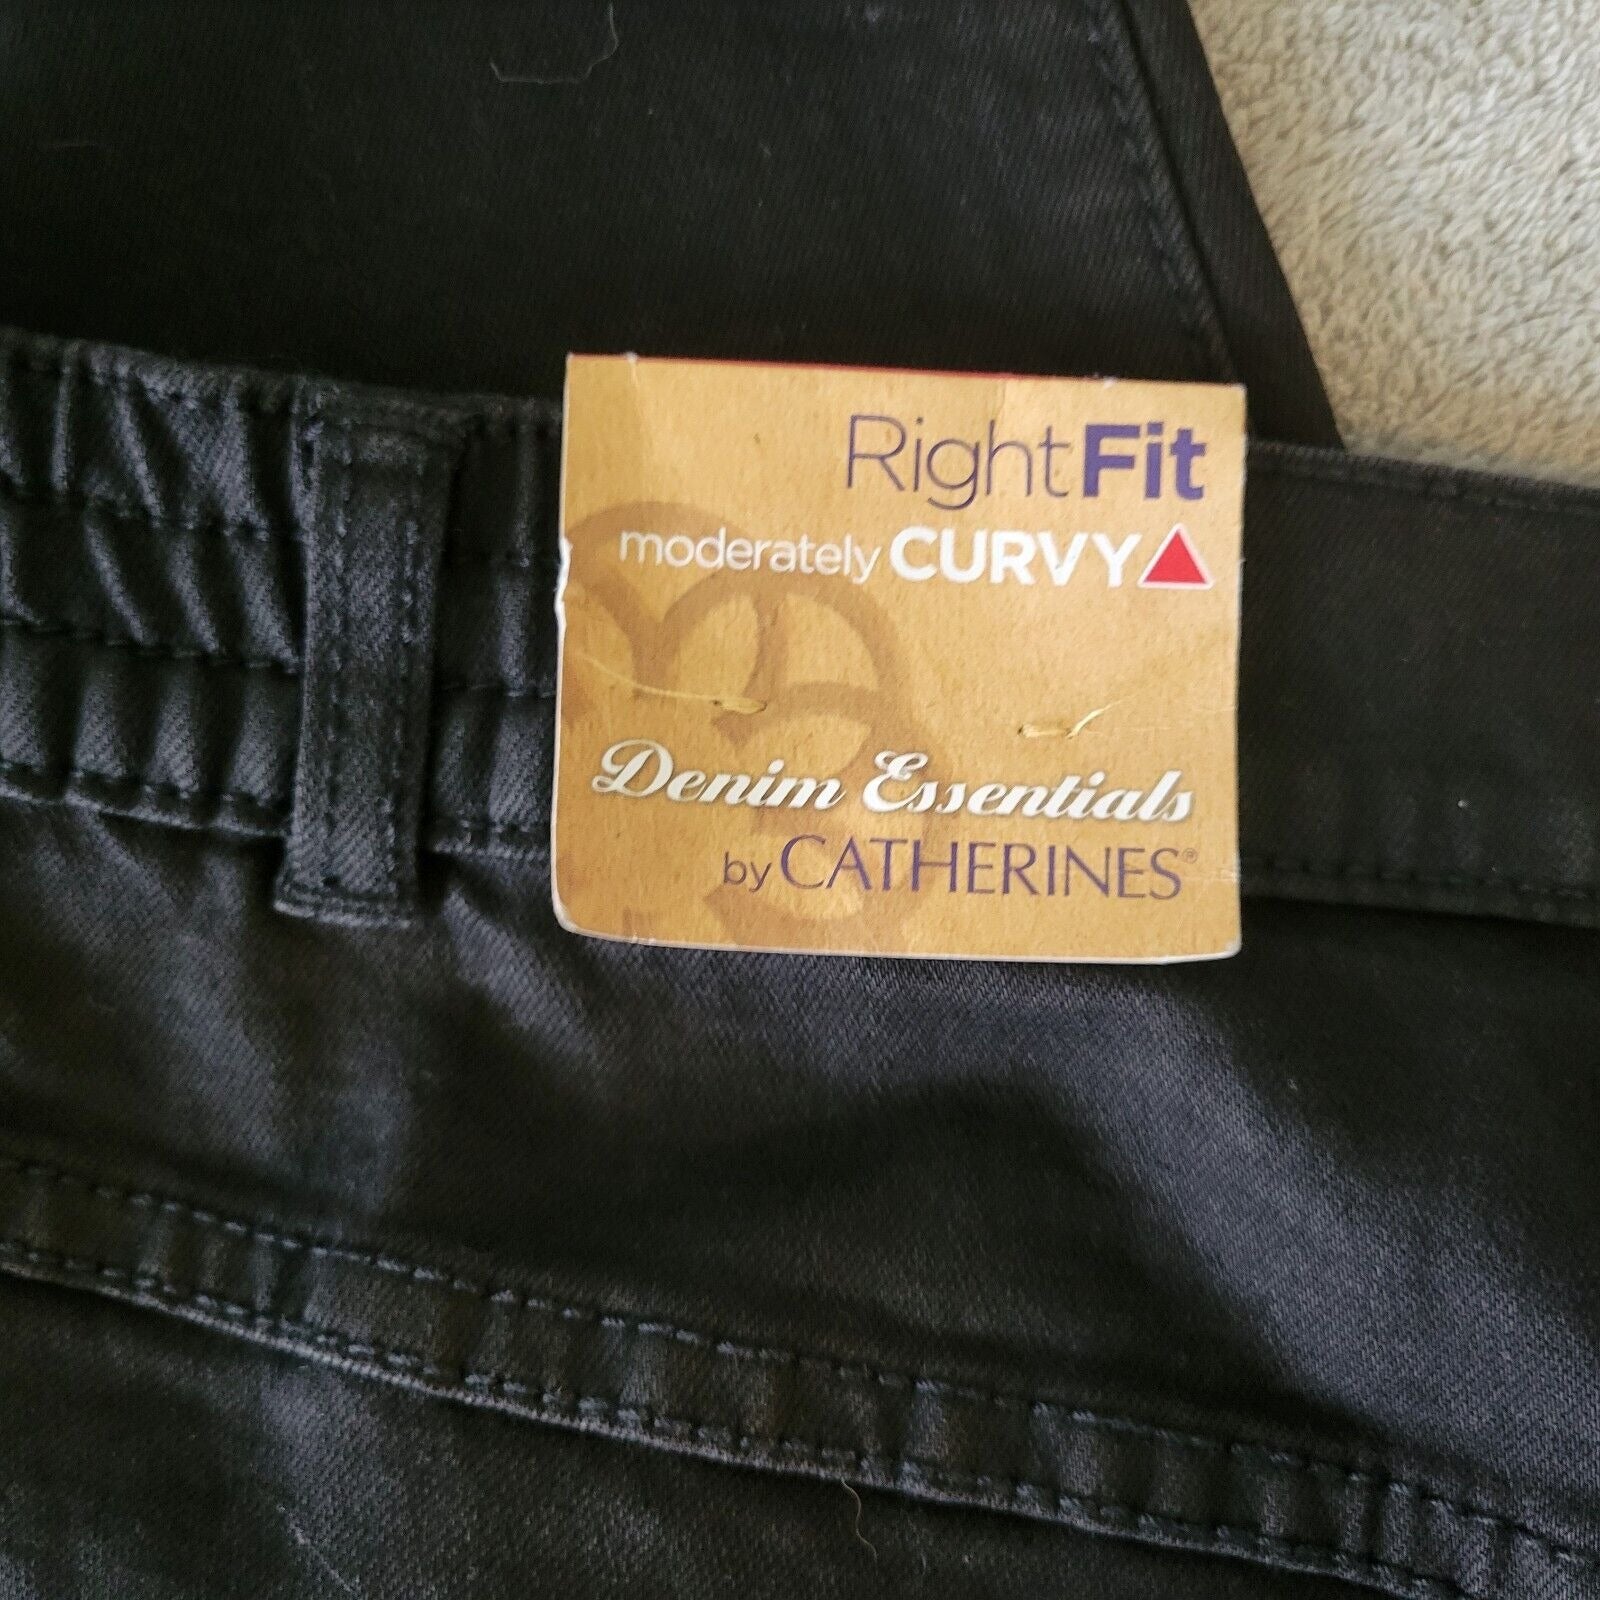 RightFit
moderately CURVY
Denim Essentials
by CATHERINES®